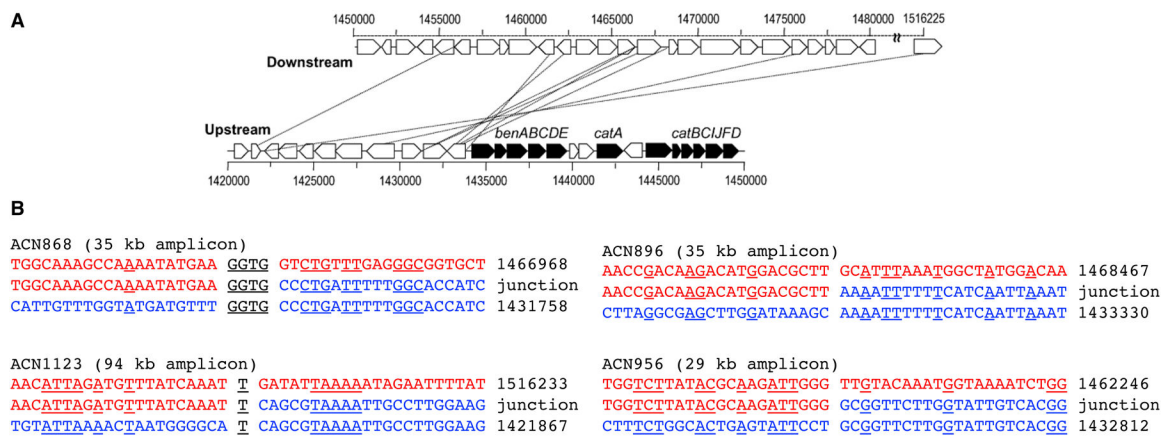 A
1450000 1455000 1460000 1465000 1470000 1475000 1480000 1516225
Downstream
Upstream
benABCDE catA catBCIJFD
1420000 1425000 1430000 1435000 1440000 1445000 1450000
B
ACN868 (35 kb amplicon)
TGGCAAAGCCAAAATATGAA GGTG GTCTGTTTGAGGGCGGTGCT 1466968
TGGCAAAGCCAAAATATGAA GGTG CCCTGATTTTTGGCACCATC junction
CATTGTTTGGTATGATGTTT GGTG CCCTGATTTTTGGCACCATC 1431758
ACN896 (35 kb amplicon)
AACCGACAAGACATGGACGCTT GCATTTAAATGGCTATGGACAA 1468467
AACCGACAAGACATGGACGCTT AAAATTTTTTCATCAATTAAAT junction
CTTAGGCGAGCTTGGATAAAGC AAAATTTTTTCATCAATTAAAT 1433330
ACN1123 (94 kb amplicon)
AACATTAGATGTTTATCAAAT T GATATTAAAAATAGAATTTTAT 1516233
AACATTAGATGTTTATCAAAT T CAGCGTAAAATTGCCTTGGAAG junction
TGTATTAAAACTAATGGGGCA T CAGCGTAAAATTGCCTTGGAAG 1421867
ACN956 (29 kb amplicon)
TGGTCTTATACGCAAGATTGGG TTGTACAAATGGTAAAATCTGG 1462246
TGGTCTTATACGCAAGATTGGG GCGGTTCTTGGTATTGTCACGG junction
CTTTCTGGCACTGAGTATTCCT GCGGTTCTTGGTATTGTCACGG 1432812